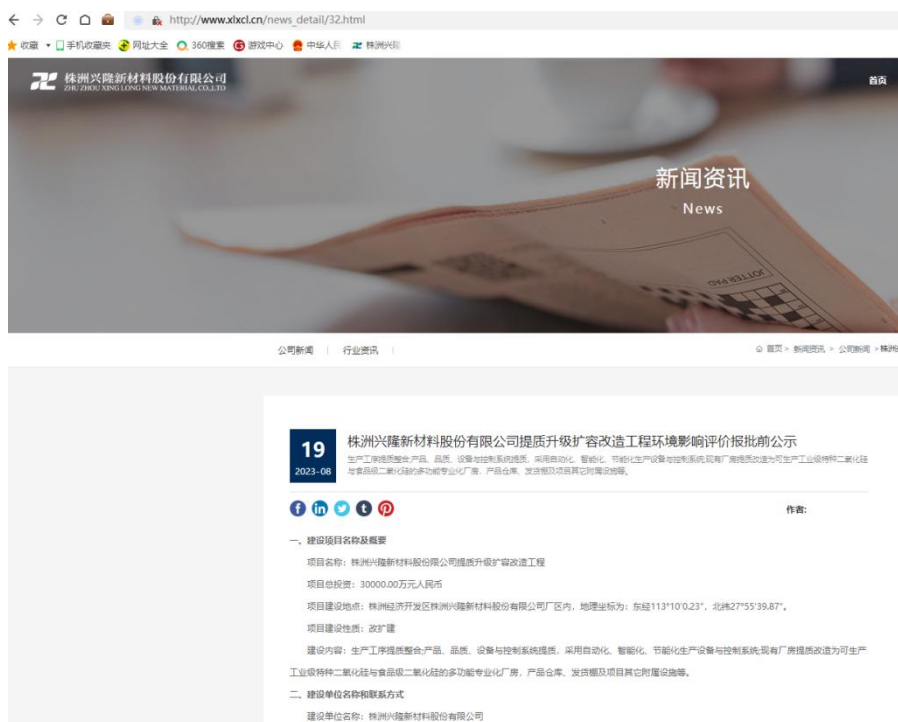 http://www.xlxcl.cn/news_detail/32.html
收藏 手机收藏夹 网址大全 360搜索 游戏中心 中华人民 株洲兴隆
株洲兴隆新材料股份有限公司
ZHU ZHOU XING LONG NEW MATERIAL CO.,LTD
首页
新闻资讯
News
JOTTER PAD
公司新闻 | 行业资讯 |
首页 > 新闻资讯 > 公司新闻 > 株洲
19
2023-08
株洲兴隆新材料股份有限公司提质升级扩容改造工程环境影响评价报批前公示
生产工序提质整合;产品、品质、设备与控制系统提质，采用自动化、智能化、节能化生产设备与控制系统;现有厂房提质改造为可生产工业级特种二氧化硅
与食品级二氧化硅的多功能专业化厂房，产品仓库、发货棚及项目其它附属设施等。
作者:
一、建设项目名称及概要
项目名称：株洲兴隆新材料股份限公司提质升级扩容改造工程
项目总投资：30000.00万元人民币
项目建设地点：株洲经济开发区株洲兴隆新材料股份有限公司厂区内，地理坐标为：东经113°10'0.23"，北纬27°55'39.87"。
项目建设性质：改扩建
建设内容：生产工序提质整合;产品、品质、设备与控制系统提质，采用自动化、智能化、节能化生产设备与控制系统;现有厂房提质改造为可生产
工业级特种二氧化硅与食品级二氧化硅的多功能专业化厂房，产品仓库、发货棚及项目其它附属设施等。
二、建设单位名称和联系方式
建设单位名称：株洲兴隆新材料股份有限公司